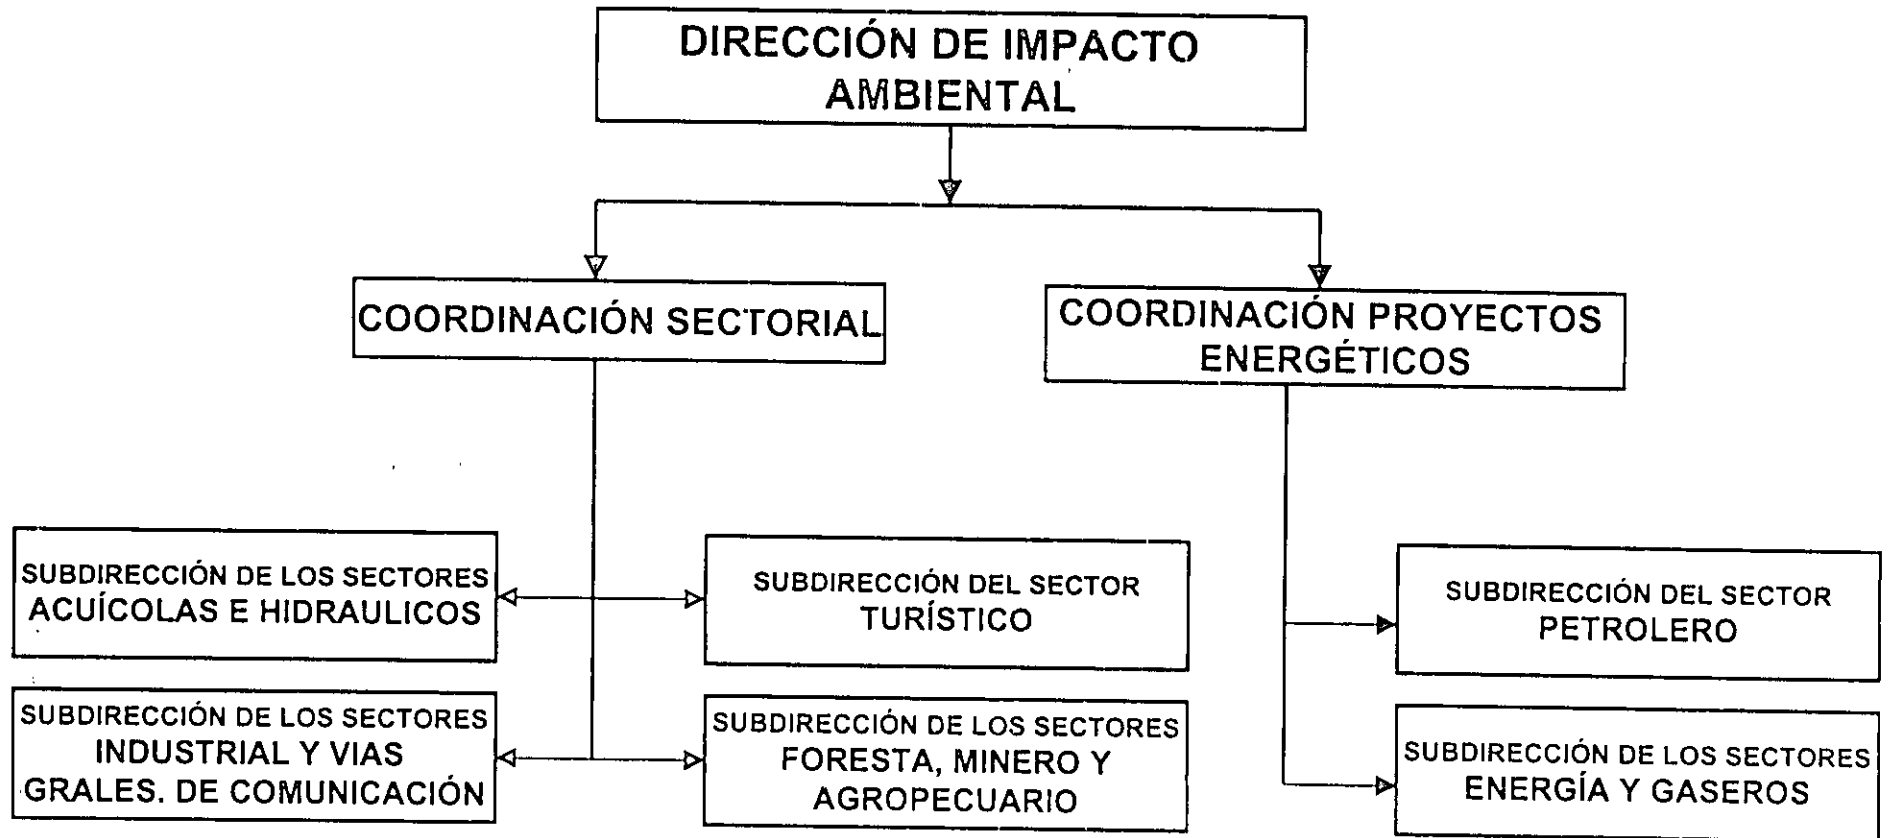 DIRECCIÓN DE IMPACTO
AMBIENTAL
COORDINACIÓN SECTORIAL
COORDINACIÓN PROYECTOS
ENERGÉTICOS
SUBDIRECCIÓN DE LOS SECTORES
ACUÍCOLAS E HIDRAULICOS
SUBDIRECCIÓN DEL SECTOR
TURÍSTICO
SUBDIRECCIÓN DEL SECTOR
PETROLERO
SUBDIRECCIÓN DE LOS SECTORES
INDUSTRIAL Y VIAS
GRALES. DE COMUNICACIÓN
SUBDIRECCIÓN DE LOS SECTORES
FORESTA, MINERO Y
AGROPECUARIO
SUBDIRECCIÓN DE LOS SECTORES
ENERGÍA Y GASEROS